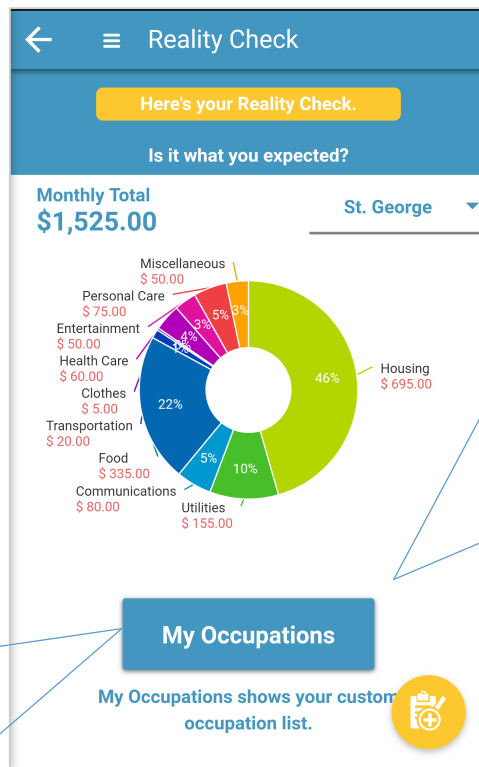 Reality Check
Here's your Reality Check.
Is it what you expected?
Monthly Total
$1,525.00
St. George
Miscellaneous
$ 50.00
Personal Care
$ 75.00
Entertainment
$ 50.00
Health Care
$ 60.00
Clothes
$ 5.00
Transportation
$ 20.00
Food
$ 335.00
Communications
$ 80.00
Utilities
$ 155.00
Housing
$ 695.00
3%
5%
3%
4%
1%
22%
5%
10%
46%
My Occupations
My Occupations shows your custom
occupation list.